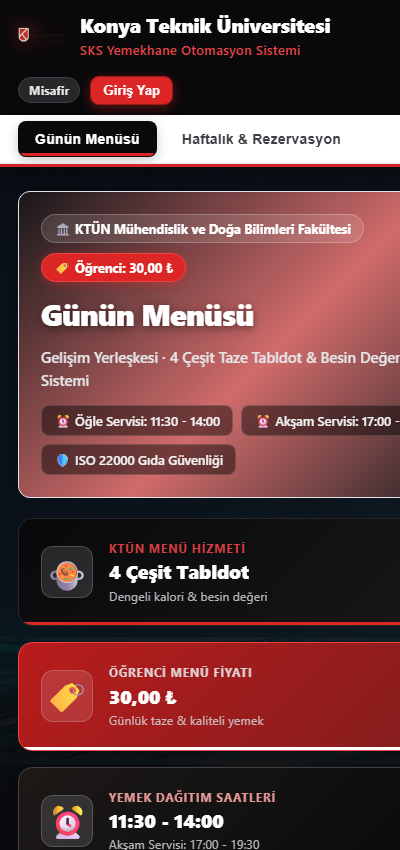 Konya Teknik Üniversitesi
SKS Yemekhane Otomasyon Sistemi
Misafir
Giriş Yap
Günün Menüsü
Haftalık & Rezervasyon
KTÜN Mühendislik ve Doğa Bilimleri Fakültesi
Öğrenci: 30,00 ₺
Günün Menüsü
Gelişim Yerleşkesi · 4 Çeşit Taze Tabldot & Besin Değer
Sistemi
Öğle Servisi: 11:30 - 14:00
Akşam Servisi: 17:00 -
ISO 22000 Gıda Güvenliği
KTÜN MENÜ HİZMETİ
4 Çeşit Tabldot
Dengeli kalori & besin değeri
ÖĞRENCİ MENÜ FİYATI
30,00 ₺
Günlük taze & kaliteli yemek
YEMEK DAĞITIM SAATLERİ
11:30 - 14:00
Akşam Servisi: 17:00 - 19:30